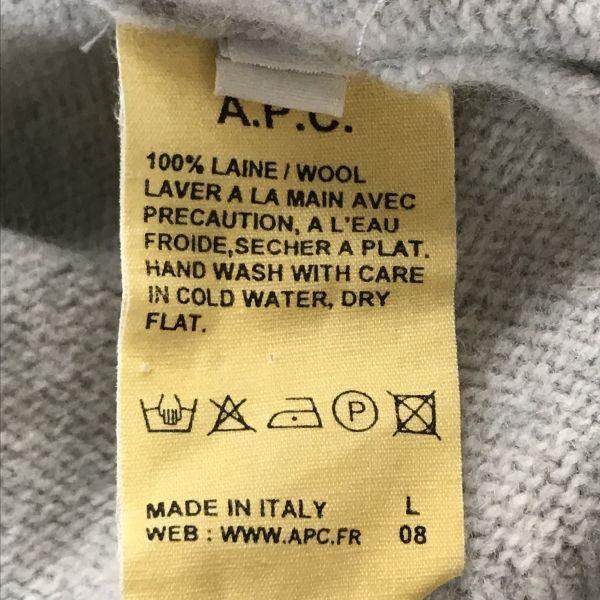 A.P.C.
100% LAINE / WOOL
LAVER A LA MAIN AVEC
PRECAUTION, A L'EAU
FROIDE,SECHER A PLAT.
HAND WASH WITH CARE
IN COLD WATER, DRY
FLAT.
P
MADE IN ITALY L
WEB : WWW.APC.FR 08